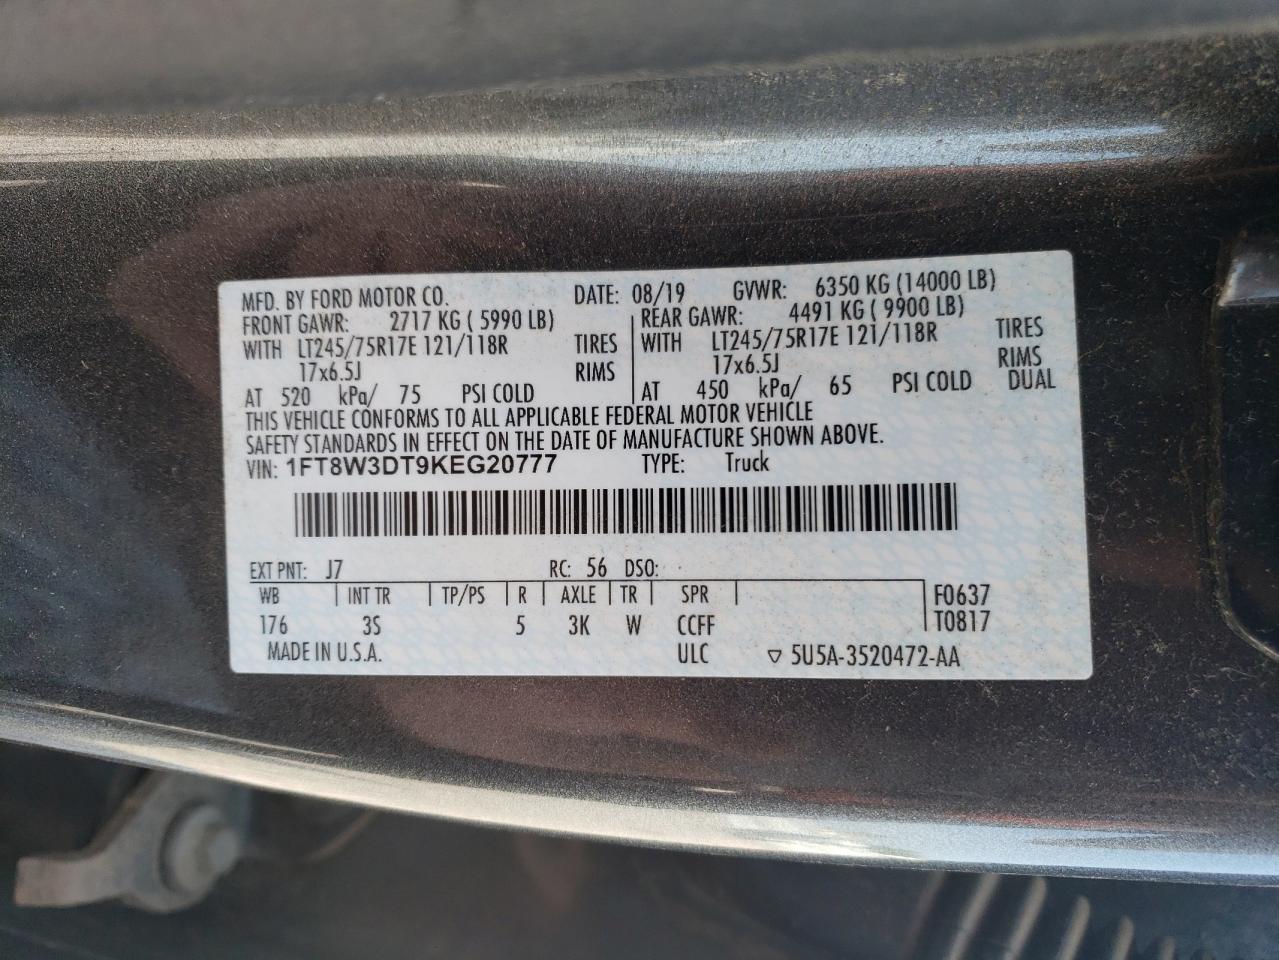 MFD. BY FORD MOTOR CO. DATE: 08/19 GVWR: 6350 KG (14000 LB)
FRONT GAWR: 2717 KG ( 5990 LB) REAR GAWR: 4491 KG ( 9900 LB)
WITH LT245/75R17E 121/118R TIRES WITH LT245/75R17E 121/118R TIRES
17x6.5J RIMS 17x6.5J RIMS
AT 520 kPa/ 75 PSI COLD AT 450 kPa/ 65 PSI COLD DUAL
THIS VEHICLE CONFORMS TO ALL APPLICABLE FEDERAL MOTOR VEHICLE
SAFETY STANDARDS IN EFFECT ON THE DATE OF MANUFACTURE SHOWN ABOVE.
VIN: 1FT8W3DT9KEG20777 TYPE: Truck
EXT PNT: J7 RC: 56 DSO:
WB INT TR TP/PS R AXLE TR SPR F0637
176 3S 5 3K W CCFF T0817
MADE IN U.S.A. ULC ▽ 5U5A-3520472-AA